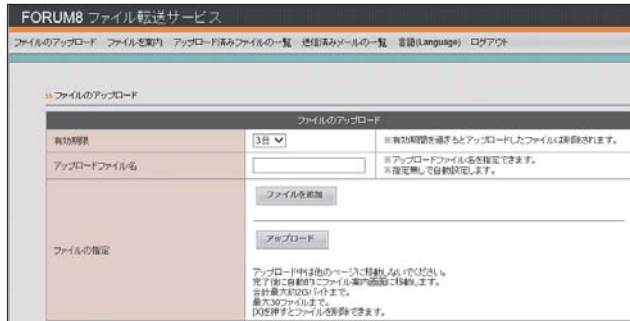 FORUM8 ファイル転送サービス
ファイルのアップロード ファイルを案内 アップロード済みファイルの一覧 送信済みメールの一覧 言語(Language) ログアウト
ファイルのアップロード
ファイルのアップロード
有効期限 3日 ※有効期間を過ぎるとアップロードしたファイルは削除されます。
アップロードファイル名 ※アップロードファイル名を指定できます。
※指定無しで自動設定します。
ファイルを追加
ファイルの指定
アップロード
アップロード中は他のページに移動しないでください。
完了後に自動的にファイル案内画面に移動します。
合計最大約2Gバイトまで。
最大30ファイルまで。
[X]を押すとファイルを削除できます。